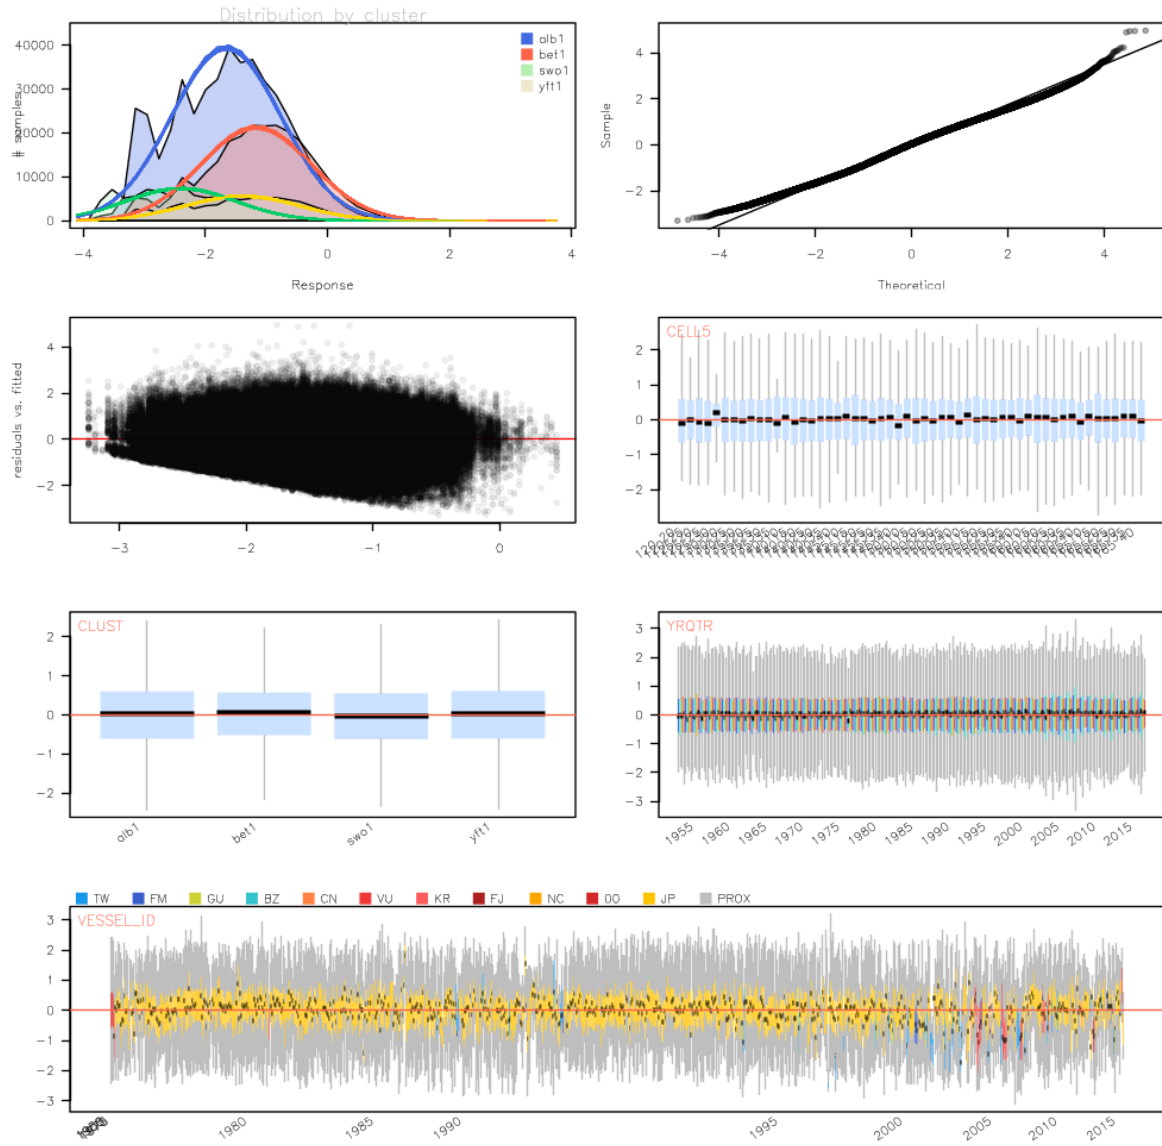 Distribution by cluster
alb1
bet1
swo1
yft1
# samples
40000
30000
20000
10000
0
−4 −2 0 2 4
Response
Sample
4
2
0
−2
−4 −2 0 2 4
Theoretical
residuals vs. fitted
4
2
0
−2
−3 −2 −1 0
CELL5
2
1
0
−1
−2
CLUST
2
1
0
−1
−2
alb1 bet1 swo1 yft1
YRQTR
3
2
1
0
−1
−2
−3
1955 1960 1965 1970 1975 1980 1985 1990 1995 2000 2005 2010 2015
TW FM GU BZ CN VU KR FJ NC OO JP PROX
VESSEL_ID
3
2
1
0
−1
−2
−3
1980 1985 1990 1995 2000 2005 2010 2015